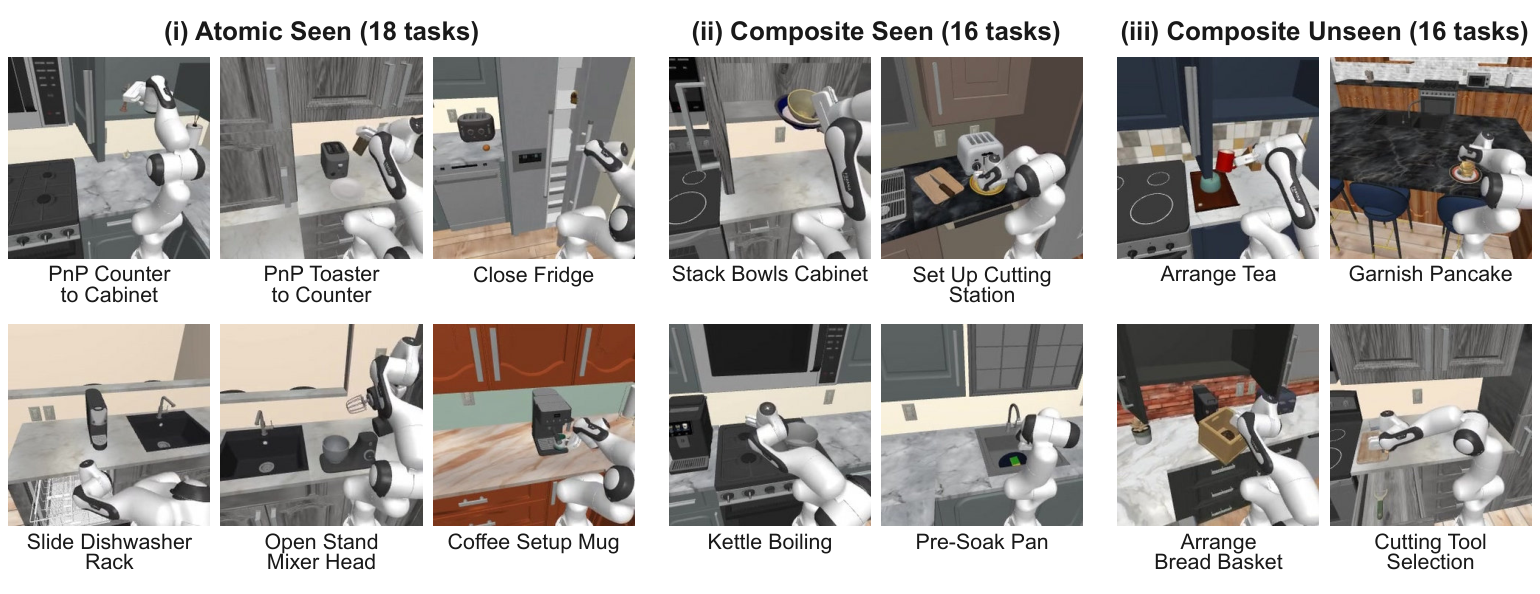 (i) Atomic Seen (18 tasks)
(ii) Composite Seen (16 tasks)
(iii) Composite Unseen (16 tasks)
PnP Counter
to Cabinet
PnP Toaster
to Counter
Close Fridge
Stack Bowls Cabinet
Set Up Cutting
Station
Arrange Tea
Garnish Pancake
Slide Dishwasher
Rack
Open Stand
Mixer Head
Coffee Setup Mug
Kettle Boiling
Pre-Soak Pan
Arrange
Bread Basket
Cutting Tool
Selection